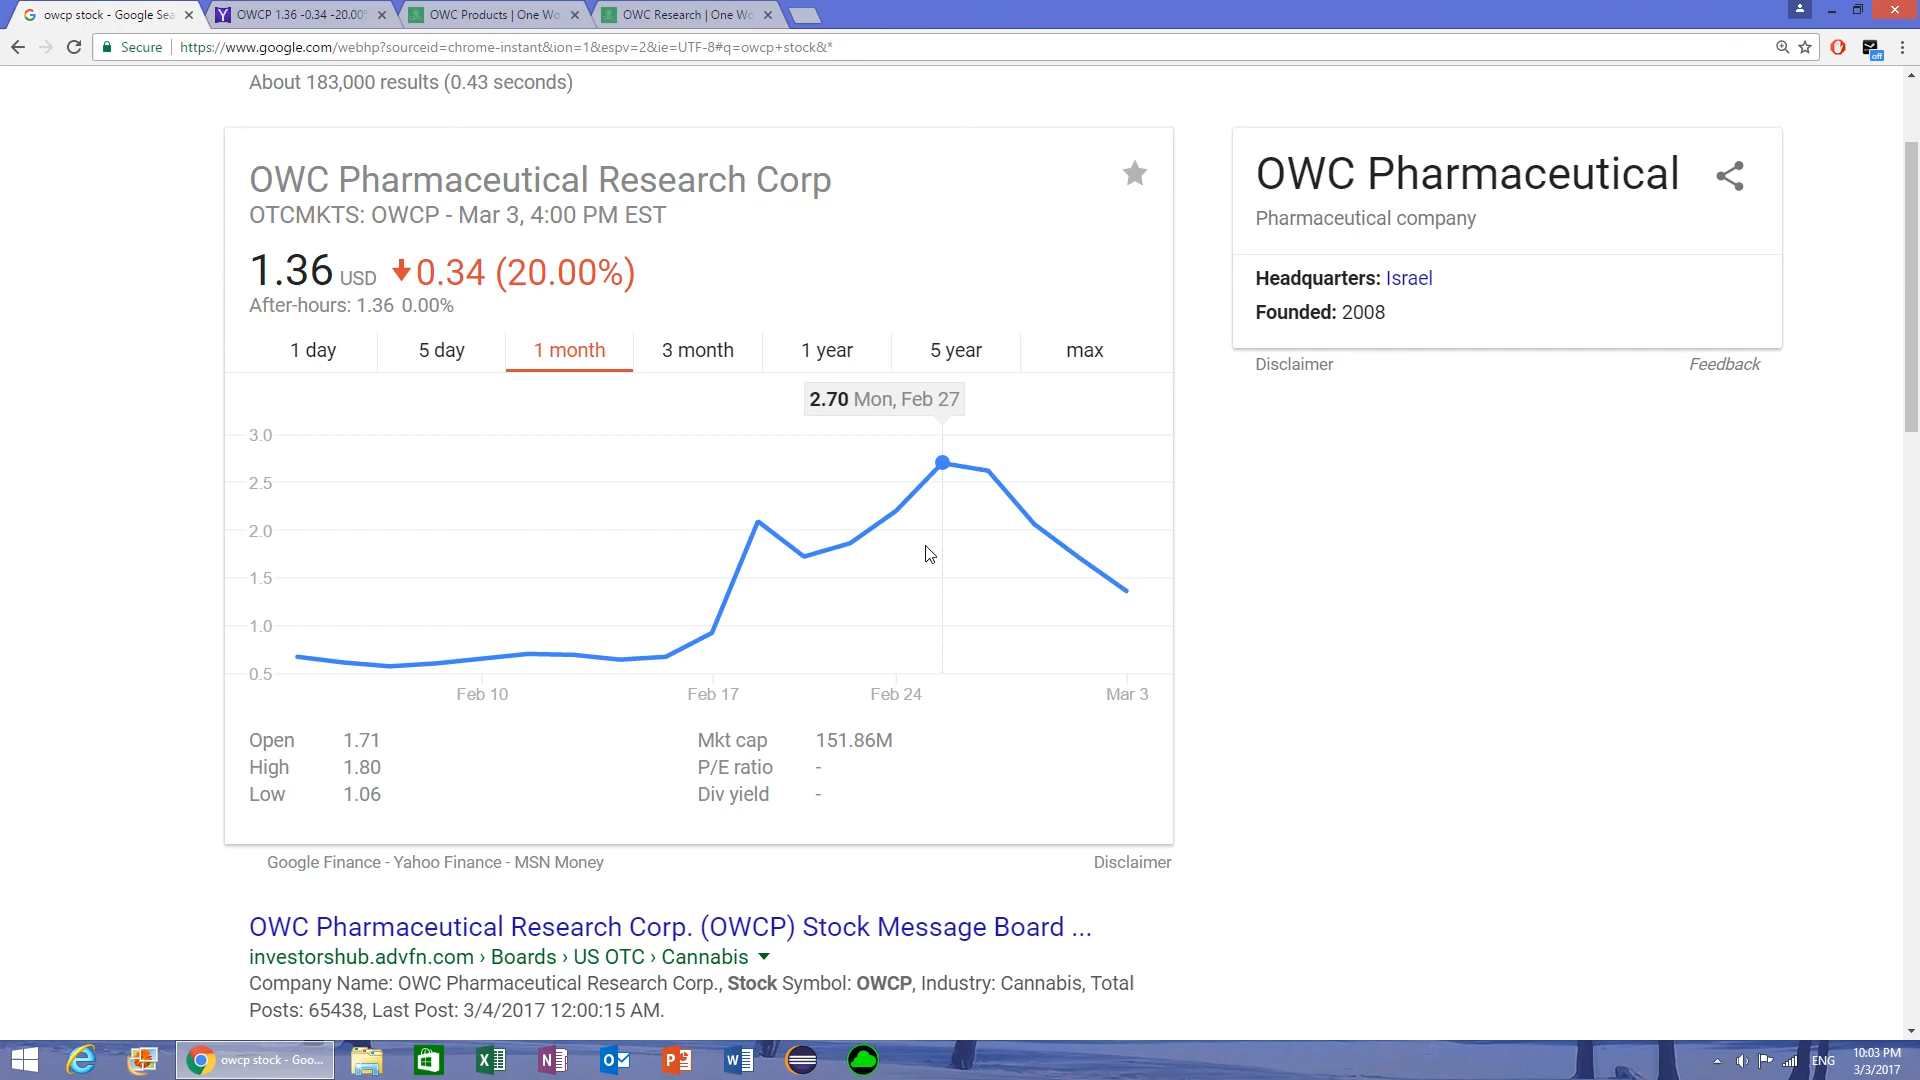 owcp stock - Google Sea
OWCP 1.36 -0.34 -20.00%
OWC Products | One Wo
OWC Research | One Wo
Secure
https://www.google.com/webhp?sourceid=chrome-instant&ion=1&espv=2&ie=UTF-8#q=owcp+stock&*
off
About 183,000 results (0.43 seconds)
OWC Pharmaceutical Research Corp
OTCMKTS: OWCP - Mar 3, 4:00 PM EST
1.36 USD 0.34 (20.00%)
After-hours: 1.36 0.00%
1 day 5 day 1 month 3 month 1 year 5 year max
2.70 Mon, Feb 27
3.0
2.5
2.0
1.5
1.0
0.5
Feb 10 Feb 17 Feb 24 Mar 3
Open 1.71 Mkt cap 151.86M
High 1.80 P/E ratio -
Low 1.06 Div yield -
Google Finance - Yahoo Finance - MSN Money Disclaimer
OWC Pharmaceutical
Pharmaceutical company
Headquarters: Israel
Founded: 2008
Disclaimer Feedback
OWC Pharmaceutical Research Corp. (OWCP) Stock Message Board ...
investorshub.advfn.com › Boards › US OTC › Cannabis
Company Name: OWC Pharmaceutical Research Corp., Stock Symbol: OWCP, Industry: Cannabis, Total
Posts: 65438, Last Post: 3/4/2017 12:00:15 AM.
owcp stock - Goo...
ENG
10:03 PM
3/3/2017